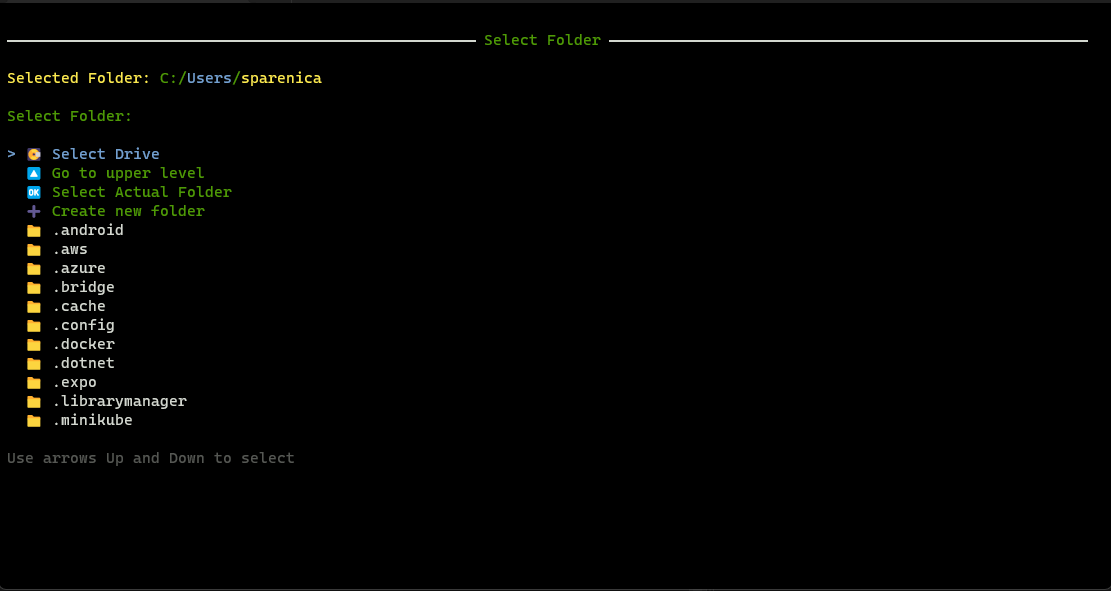 Select Folder
Selected Folder: C:/Users/sparenica
Select Folder:
> Select Drive
Go to upper level
OK Select Actual Folder
Create new folder
.android
.aws
.azure
.bridge
.cache
.config
.docker
.dotnet
.expo
.librarymanager
.minikube
Use arrows Up and Down to select